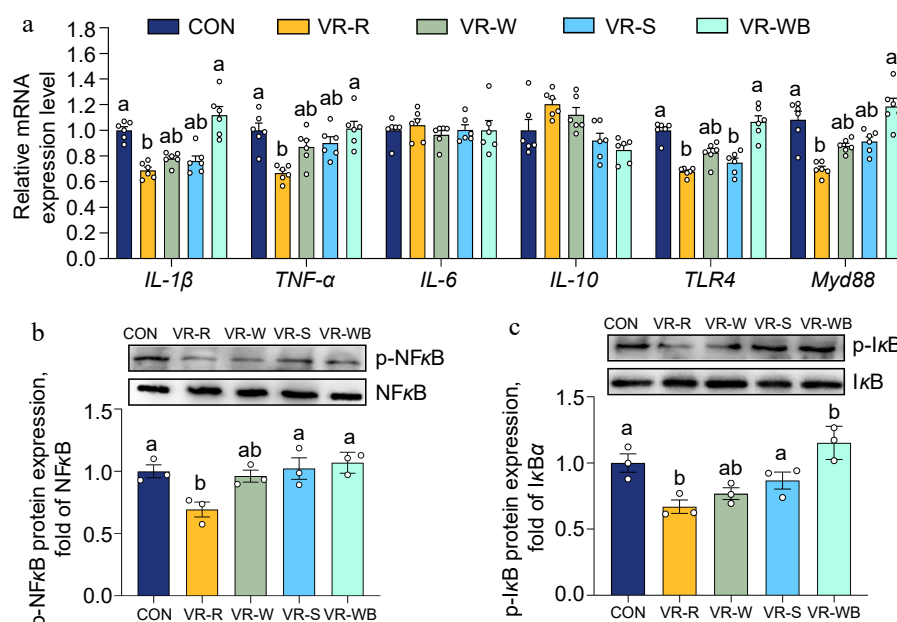 a
CON VR-R VR-W VR-S VR-WB
Relative mRNA
expression level
1.8
1.6
1.4
1.2
1.0
0.8
0.6
0.4
0.2
0.0
a b ab ab a
a b ab ab a
a b ab b a
a b ab ab a
IL-1β TNF-α IL-6 IL-10 TLR4 Myd88
b
CON VR-R VR-W VR-S VR-WB
p-NFκB
NFκB
p-NFκB protein expression,
fold of NFκB
1.5
1.0
0.5
0.0
a b ab a a
CON VR-R VR-W VR-S VR-WB
c
CON VR-R VR-W VR-S VR-WB
p-IκB
IκB
p-IκB protein expression,
fold of IκBα
1.5
1.0
0.5
0.0
a b ab a b
CON VR-R VR-W VR-S VR-WB